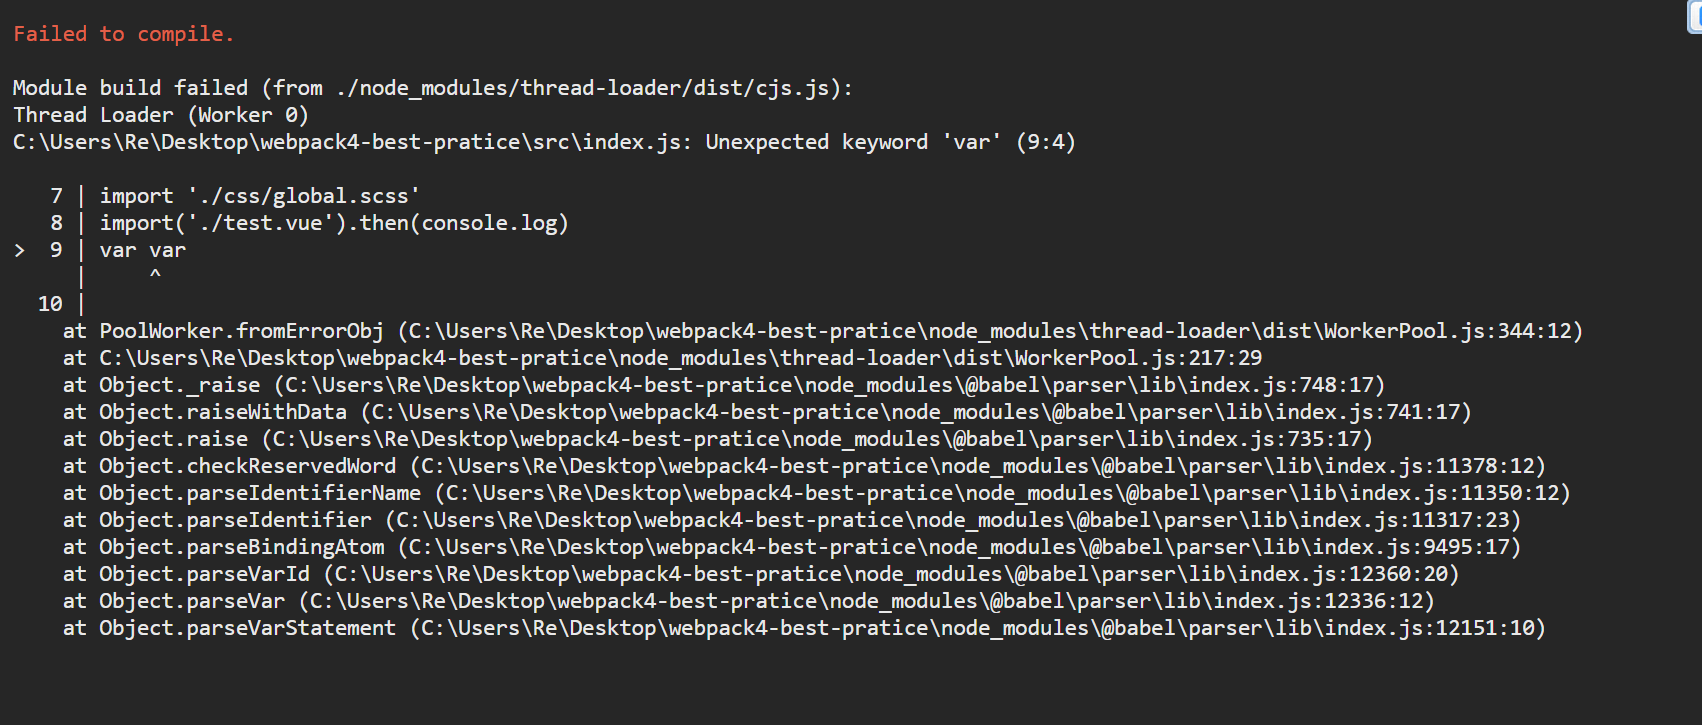 Failed to compile.
Module build failed (from ./node_modules/thread-loader/dist/cjs.js):
Thread Loader (Worker 0)
C:\Users\Re\Desktop\webpack4-best-pratice\src\index.js: Unexpected keyword 'var' (9:4)
7 | import './css/global.scss'
8 | import('./test.vue').then(console.log)
> 9 | var var
| ^
10 |
at PoolWorker.fromErrorObj (C:\Users\Re\Desktop\webpack4-best-pratice\node_modules\thread-loader\dist\WorkerPool.js:344:12)
at C:\Users\Re\Desktop\webpack4-best-pratice\node_modules\thread-loader\dist\WorkerPool.js:217:29
at Object._raise (C:\Users\Re\Desktop\webpack4-best-pratice\node_modules\@babel\parser\lib\index.js:748:17)
at Object.raiseWithData (C:\Users\Re\Desktop\webpack4-best-pratice\node_modules\@babel\parser\lib\index.js:741:17)
at Object.raise (C:\Users\Re\Desktop\webpack4-best-pratice\node_modules\@babel\parser\lib\index.js:735:17)
at Object.checkReservedWord (C:\Users\Re\Desktop\webpack4-best-pratice\node_modules\@babel\parser\lib\index.js:11378:12)
at Object.parseIdentifierName (C:\Users\Re\Desktop\webpack4-best-pratice\node_modules\@babel\parser\lib\index.js:11350:12)
at Object.parseIdentifier (C:\Users\Re\Desktop\webpack4-best-pratice\node_modules\@babel\parser\lib\index.js:11317:23)
at Object.parseBindingAtom (C:\Users\Re\Desktop\webpack4-best-pratice\node_modules\@babel\parser\lib\index.js:9495:17)
at Object.parseVarId (C:\Users\Re\Desktop\webpack4-best-pratice\node_modules\@babel\parser\lib\index.js:12360:20)
at Object.parseVar (C:\Users\Re\Desktop\webpack4-best-pratice\node_modules\@babel\parser\lib\index.js:12336:12)
at Object.parseVarStatement (C:\Users\Re\Desktop\webpack4-best-pratice\node_modules\@babel\parser\lib\index.js:12151:10)